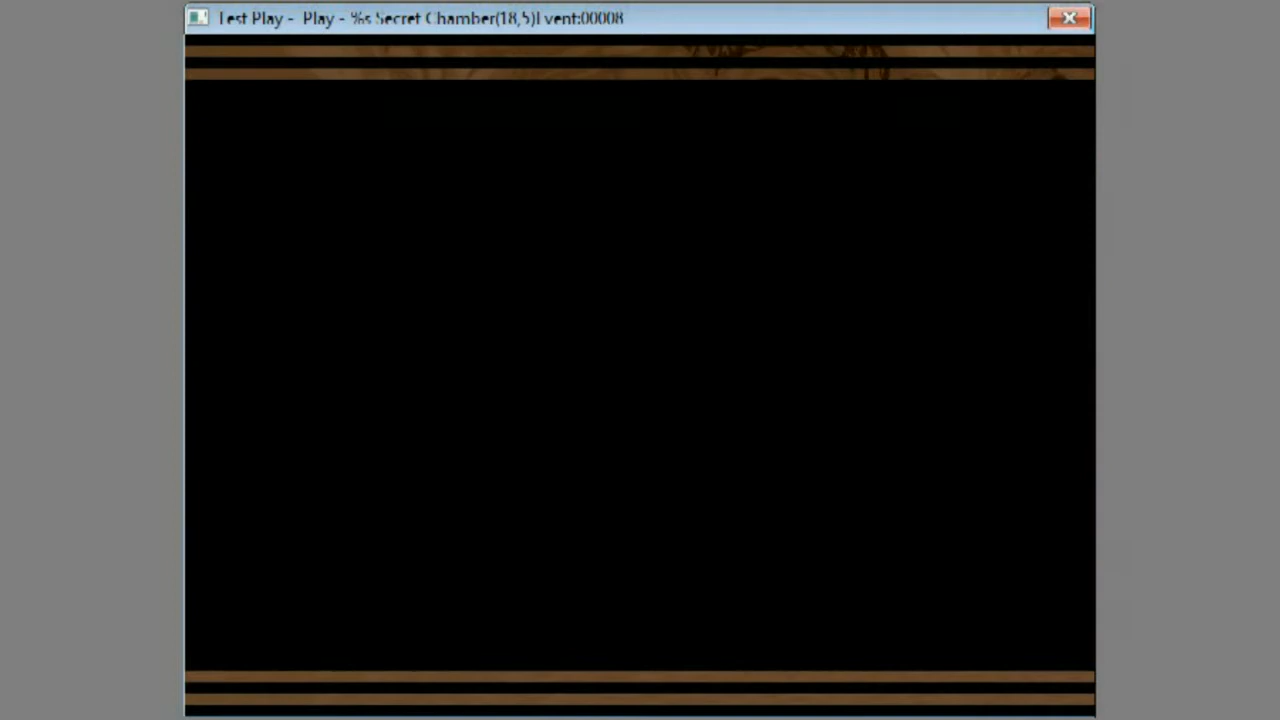 Test Play - Play - %s Secret Chamber(18,5)Event:00008